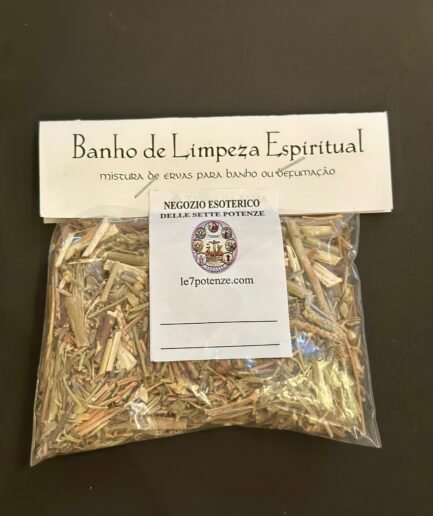 Banho de Limpeza Espiritual
mistura de ervas para banho ou defumação
NEGOZIO ESOTERICO
DELLE SETTE POTENZE
le7potenze.com